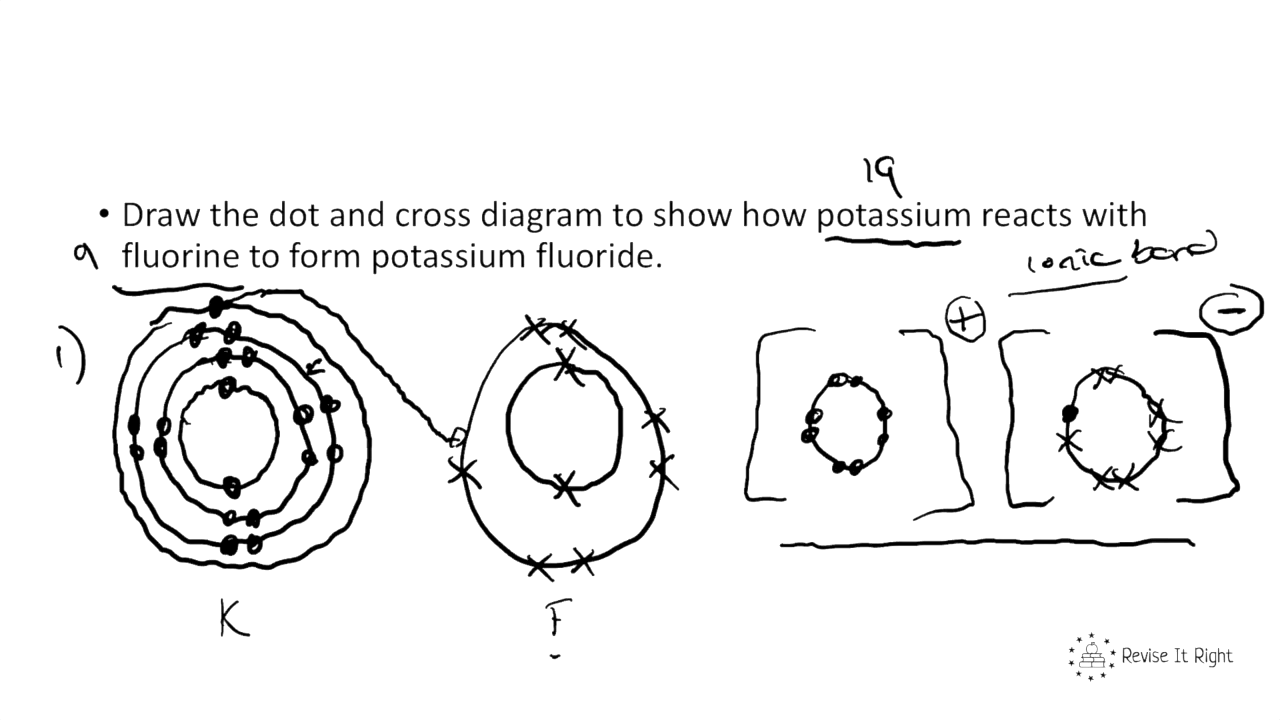 19
• Draw the dot and cross diagram to show how potassium reacts with
9 fluorine to form potassium fluoride.
ionic bond
1)
+
-
K
F
Revise It Right